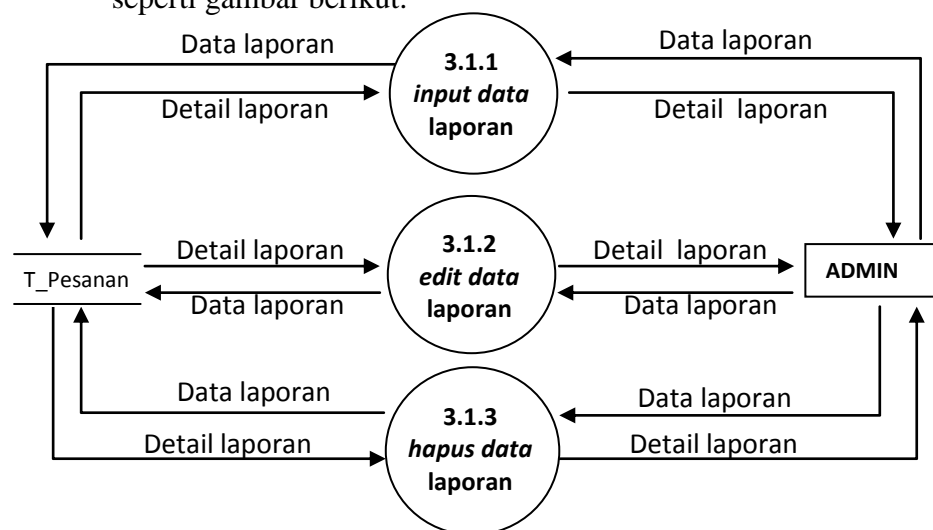 seperti gambar berikut.
Data laporan
Data laporan
3.1.1
input data
laporan
Detail laporan
Detail laporan
T_Pesanan
Detail laporan
Data laporan
3.1.2
edit data
laporan
Detail laporan
Data laporan
ADMIN
Data laporan
Detail laporan
3.1.3
hapus data
laporan
Data laporan
Detail laporan